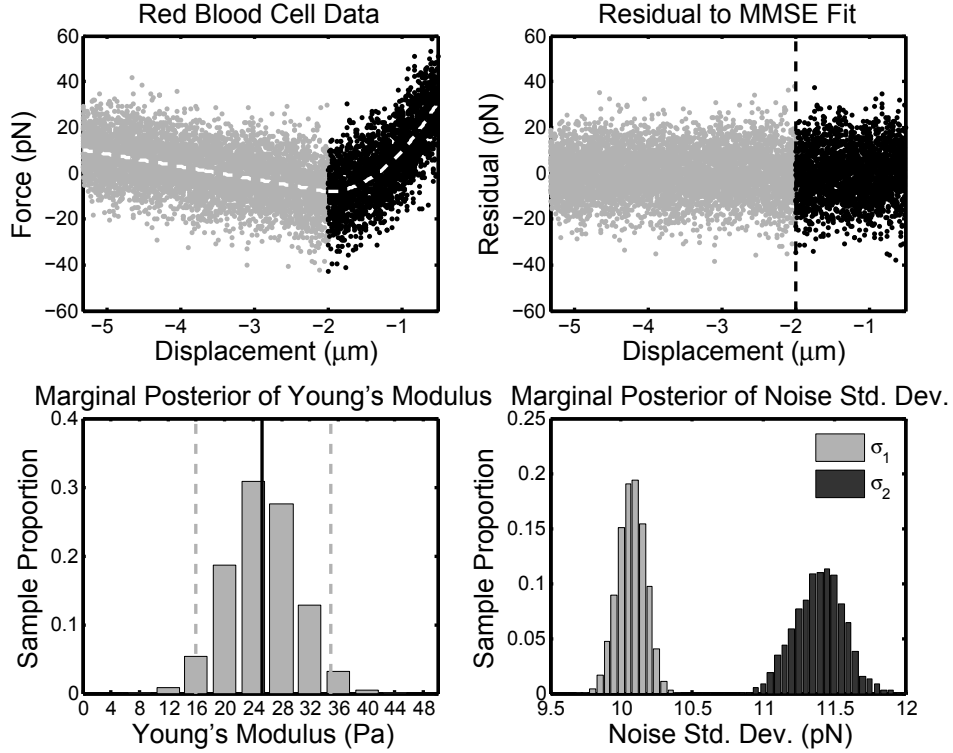 Red Blood Cell Data
60
40
20
0
−20
−40
−60
Force (pN)
−5 −4 −3 −2 −1
Displacement (μm)
Residual to MMSE Fit
60
40
20
0
−20
−40
−60
Residual (pN)
−5 −4 −3 −2 −1
Displacement (μm)
Marginal Posterior of Young's Modulus
0.4
0.3
0.2
0.1
0
Sample Proportion
0 4 8 12 16 20 24 28 32 36 40 44 48
Young's Modulus (Pa)
Marginal Posterior of Noise Std. Dev.
0.25
0.2
0.15
0.1
0.05
0
Sample Proportion
σ1
σ2
9.5 10 10.5 11 11.5 12
Noise Std. Dev. (pN)